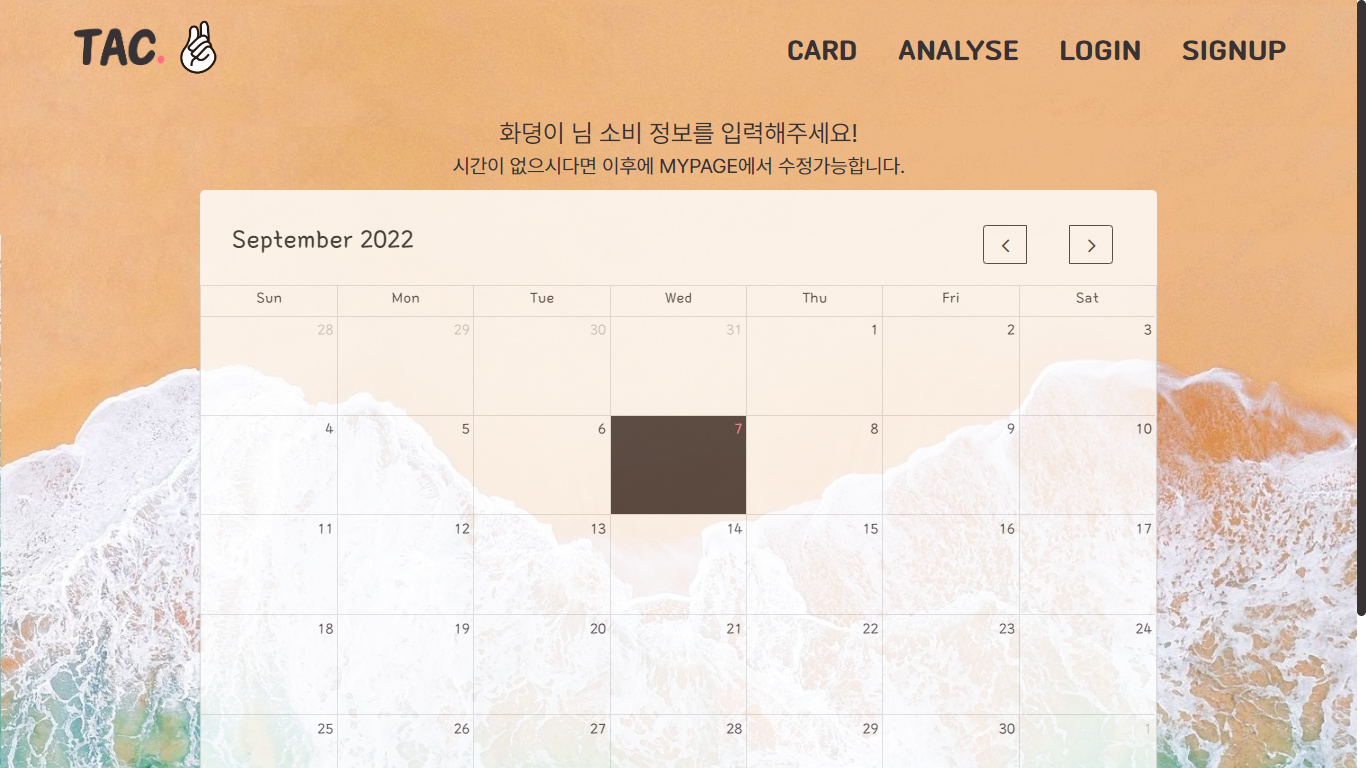 TAC.
CARD ANALYSE LOGIN SIGNUP
화덩이 님 소비 정보를 입력해주세요!
시간이 없으시다면 이후에 MYPAGE에서 수정가능합니다.
September 2022
Sun Mon Tue Wed Thu Fri Sat
28 29 30 31 1 2 3
4 5 6 7 8 9 10
11 12 13 14 15 16 17
18 19 20 21 22 23 24
25 26 27 28 29 30 1